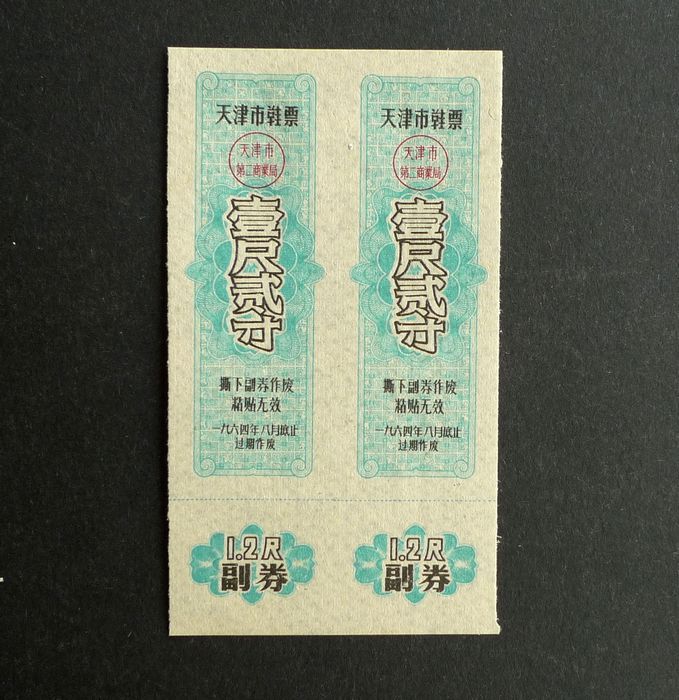 天津市鞋票
天津市
第二商業局
壹尺贰寸
撕下副券作废
粘贴无效
一九六四年八月底止
过期作废
1.2尺
副券
天津市鞋票
天津市
第二商業局
壹尺贰寸
撕下副券作废
粘贴无效
一九六四年八月底止
过期作废
1.2尺
副券